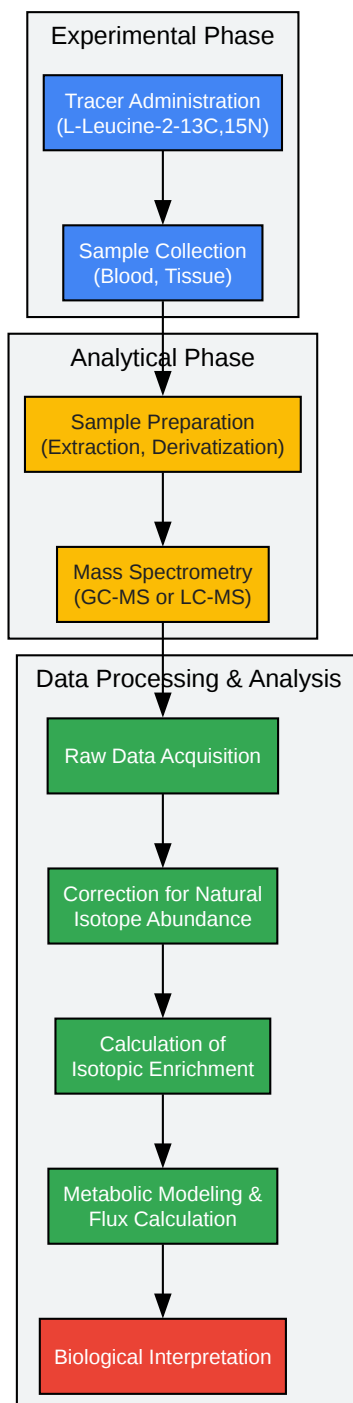 Experimental Phase
Tracer Administration
(L-Leucine-2-13C,15N)
Sample Collection
(Blood, Tissue)
Analytical Phase
Sample Preparation
(Extraction, Derivatization)
Mass Spectrometry
(GC-MS or LC-MS)
Data Processing & Analysis
Raw Data Acquisition
Correction for Natural
Isotope Abundance
Calculation of
Isotopic Enrichment
Metabolic Modeling &
Flux Calculation
Biological Interpretation